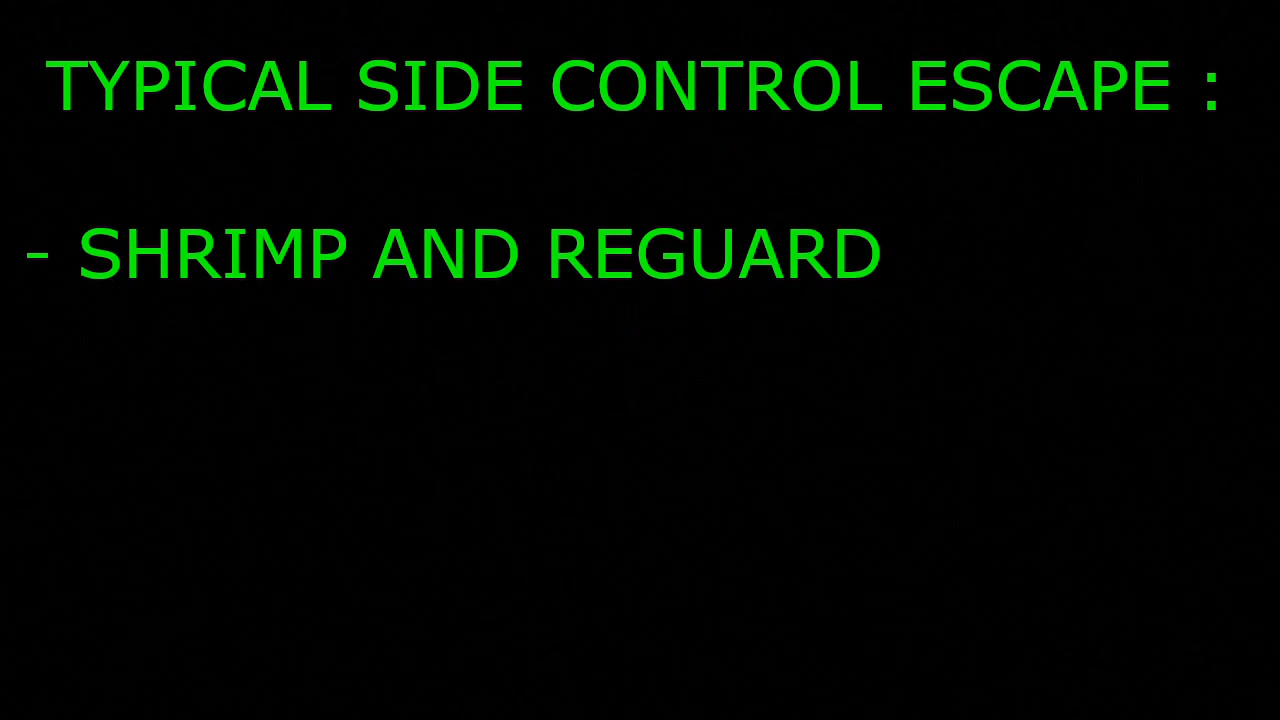 TYPICAL SIDE CONTROL ESCAPE :
- SHRIMP AND REGUARD